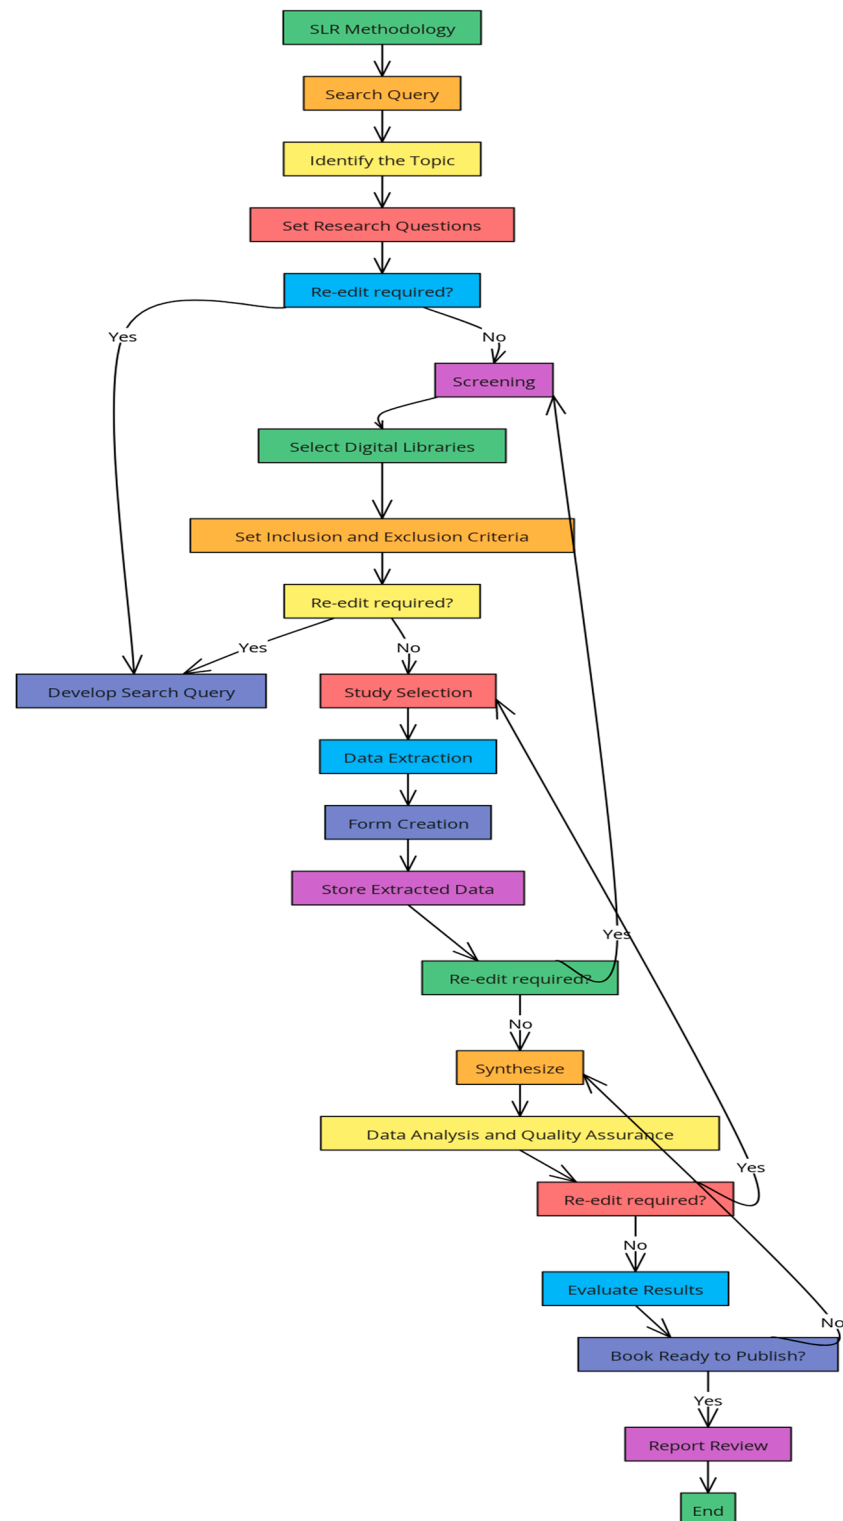 SLR Methodology
Search Query
Identify the Topic
Set Research Questions
Re-edit required?
Yes
No
Screening
Select Digital Libraries
Set Inclusion and Exclusion Criteria
Re-edit required?
Yes
No
Develop Search Query
Study Selection
Data Extraction
Form Creation
Store Extracted Data
Yes
Re-edit required?
No
Synthesize
Data Analysis and Quality Assurance
Yes
Re-edit required?
No
Evaluate Results
No
Book Ready to Publish?
Yes
Report Review
End